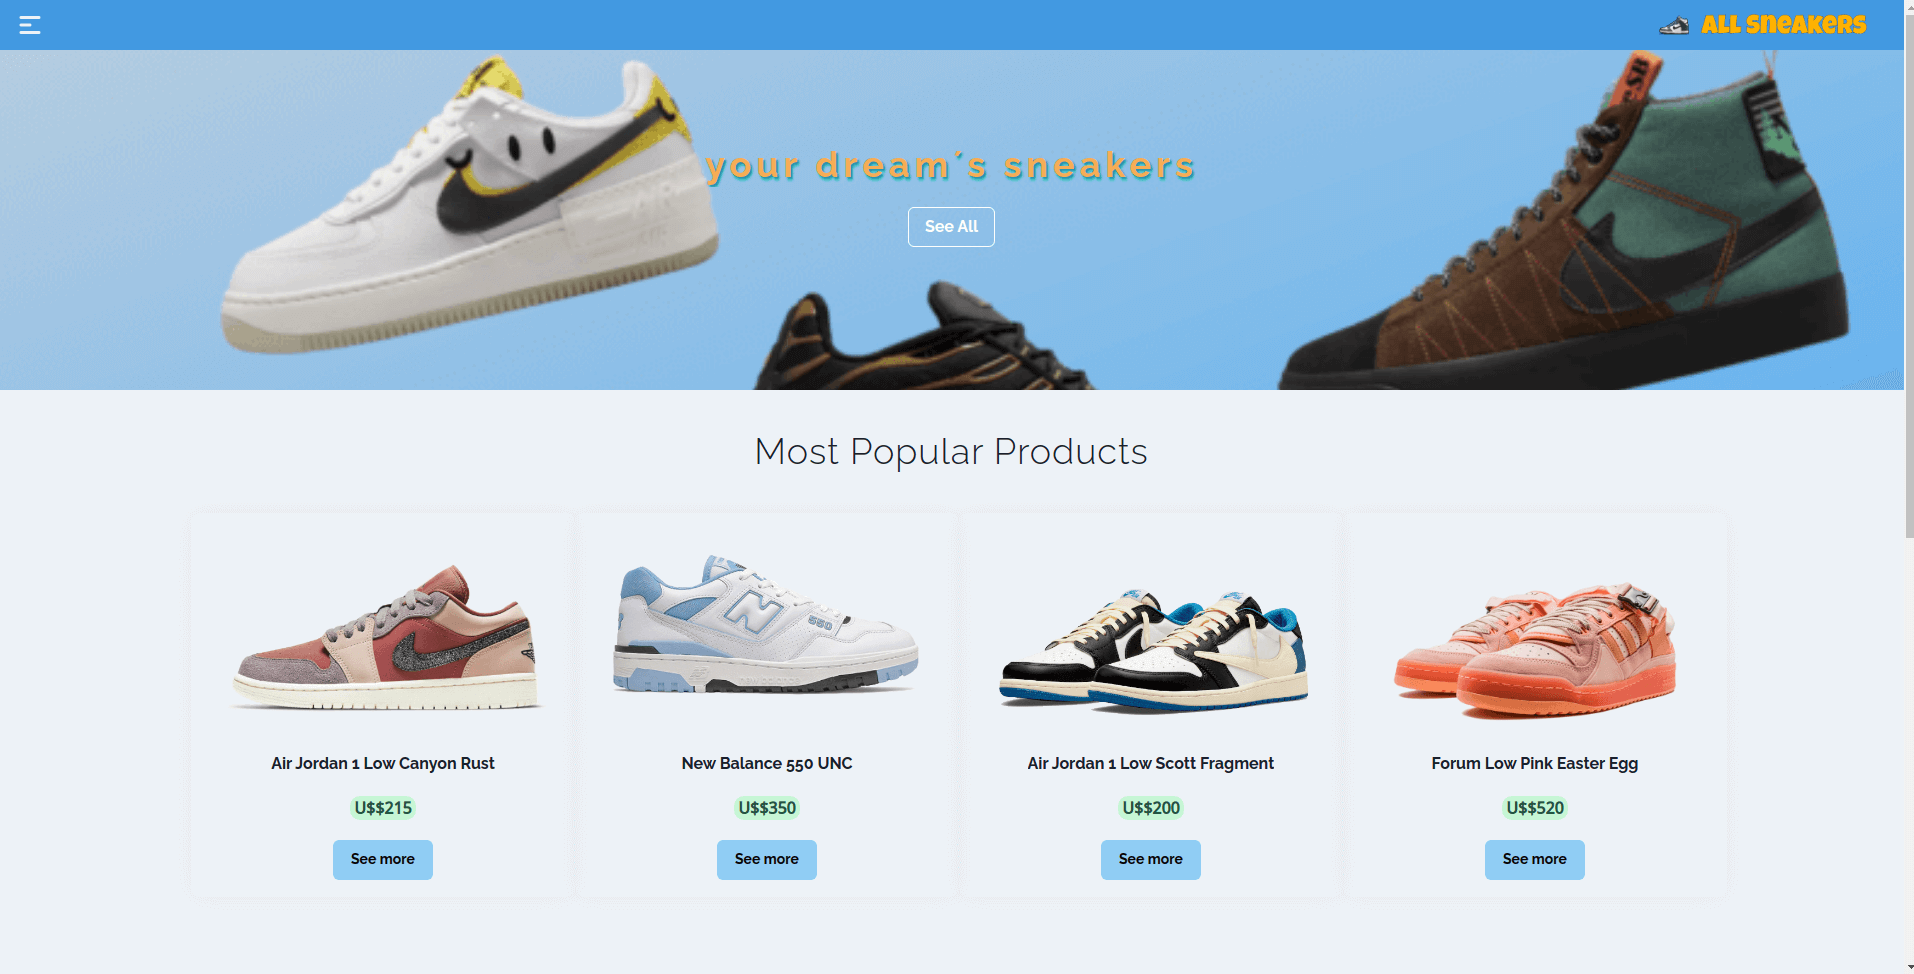 ALL SNEAKERS
your dream´s sneakers
See All
Most Popular Products
550
Air Jordan 1 Low Canyon Rust
New Balance 550 UNC
Air Jordan 1 Low Scott Fragment
Forum Low Pink Easter Egg
U$$215
U$$350
U$$200
U$$520
See more
See more
See more
See more